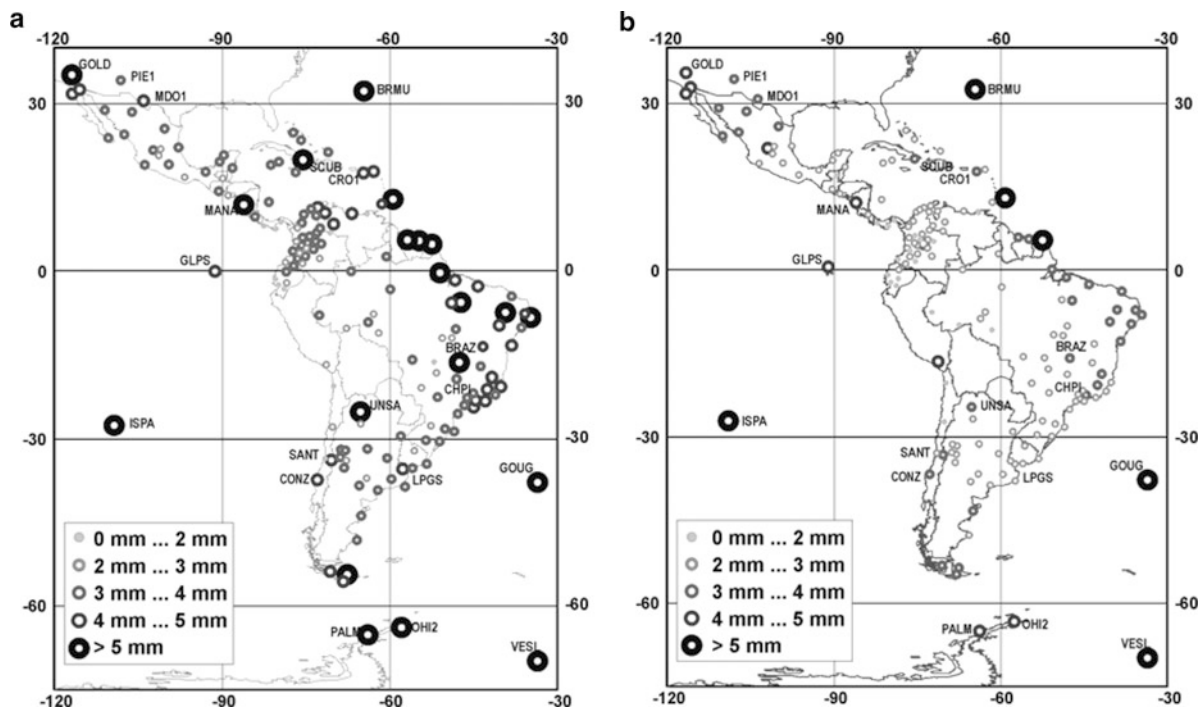 a
-120 -90 -60 -30
GOLD
PIE1
BRMU
MDO1
30 30
SCUB
CRO1
MANA
GLPS
0 0
BRAZ
CHPI
UNSA
ISPA
-30 -30
SANT
CONZ
LPGS
GOUG
0 mm ... 2 mm
2 mm ... 3 mm
3 mm ... 4 mm
4 mm ... 5 mm
> 5 mm
-60 -60
PALM
OHI2
VESL
-120 -90 -60 -30
b
-120 -90 -60 -30
GOLD
PIE1
BRMU
MDO1
30 30
SCUB
CRO1
MANA
GLPS
0 0
BRAZ
CHPI
UNSA
ISPA
-30 -30
SANT
CONZ
LPGS
GOUG
0 mm ... 2 mm
2 mm ... 3 mm
3 mm ... 4 mm
4 mm ... 5 mm
> 5 mm
-60 -60
PALM
OHI2
VESL
-120 -90 -60 -30